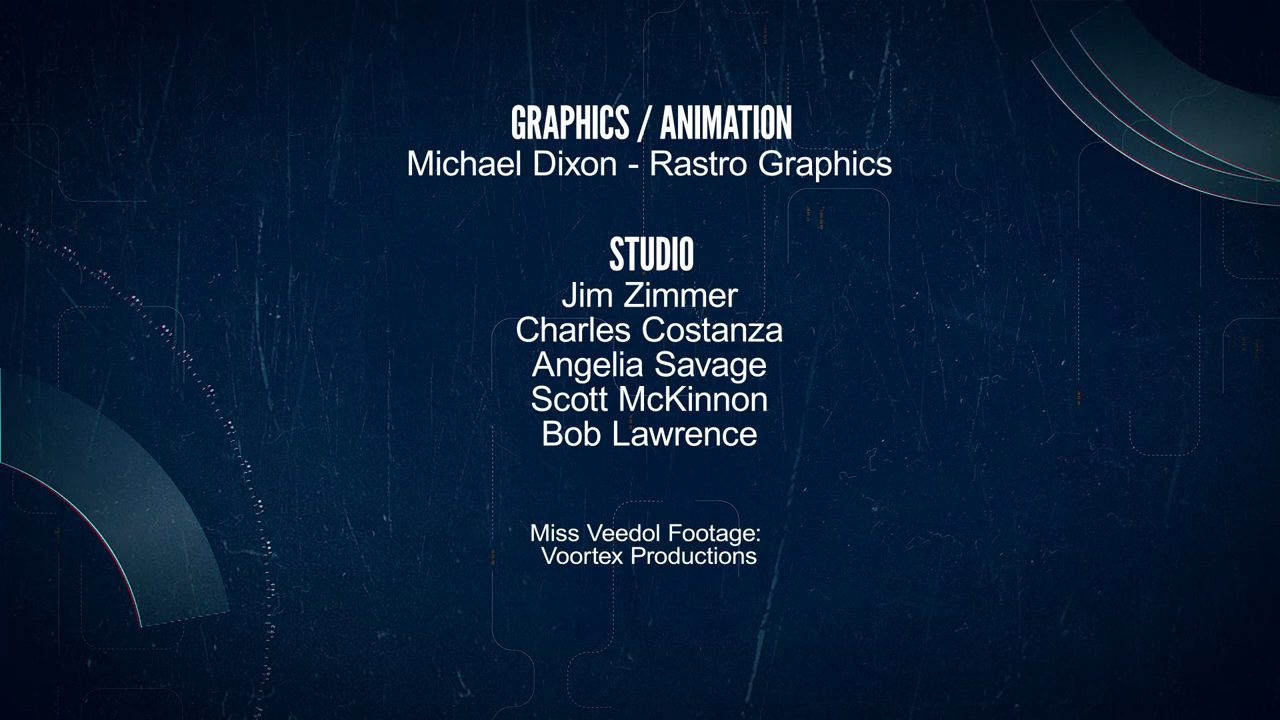 GRAPHICS / ANIMATION
Michael Dixon - Rastro Graphics
STUDIO
Jim Zimmer
Charles Costanza
Angelia Savage
Scott McKinnon
Bob Lawrence
Miss Veedol Footage:
Voortex Productions